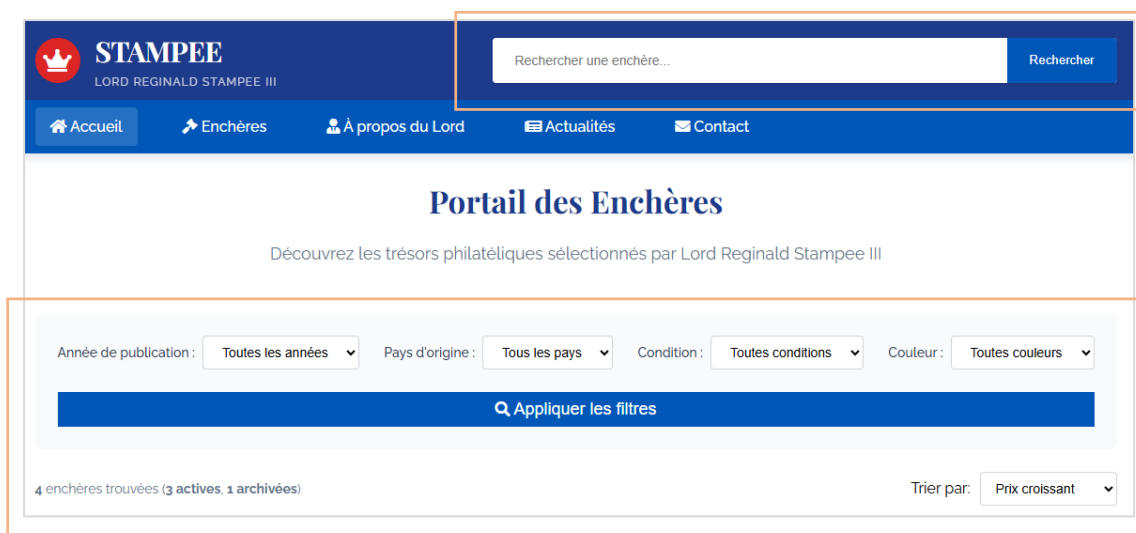 STAMPEE
LORD REGINALD STAMPEE III
Rechercher une enchère...
Rechercher
Accueil Enchères À propos du Lord Actualités Contact
Portail des Enchères
Découvrez les trésors philatéliques sélectionnés par Lord Reginald Stampee III
Année de publication : Toutes les années Pays d'origine : Tous les pays Condition : Toutes conditions Couleur : Toutes couleurs
Appliquer les filtres
4 enchères trouvées (3 actives, 1 archivées)
Trier par: Prix croissant